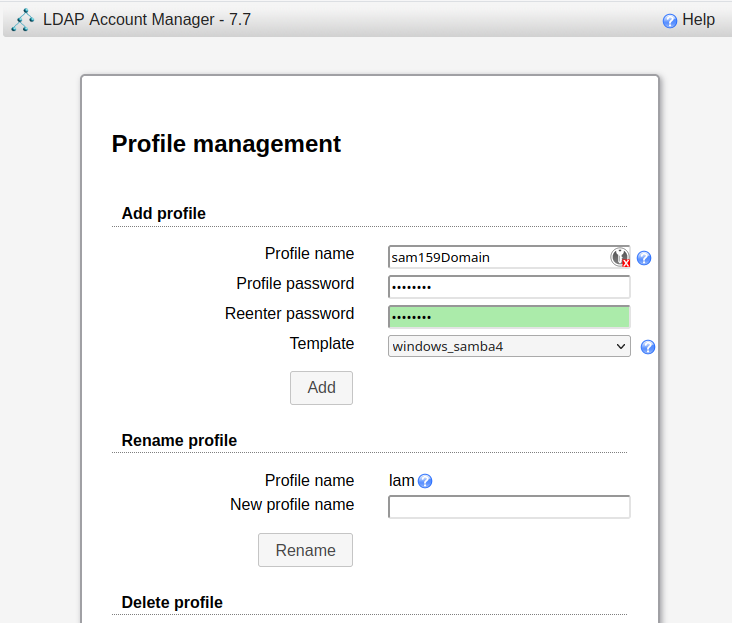 LDAP Account Manager - 7.7
Help
Profile management
Add profile
Profile name
sam159Domain
Profile password
••••••••
Reenter password
••••••••
Template
windows_samba4
Add
Rename profile
Profile name
lam
New profile name
Rename
Delete profile